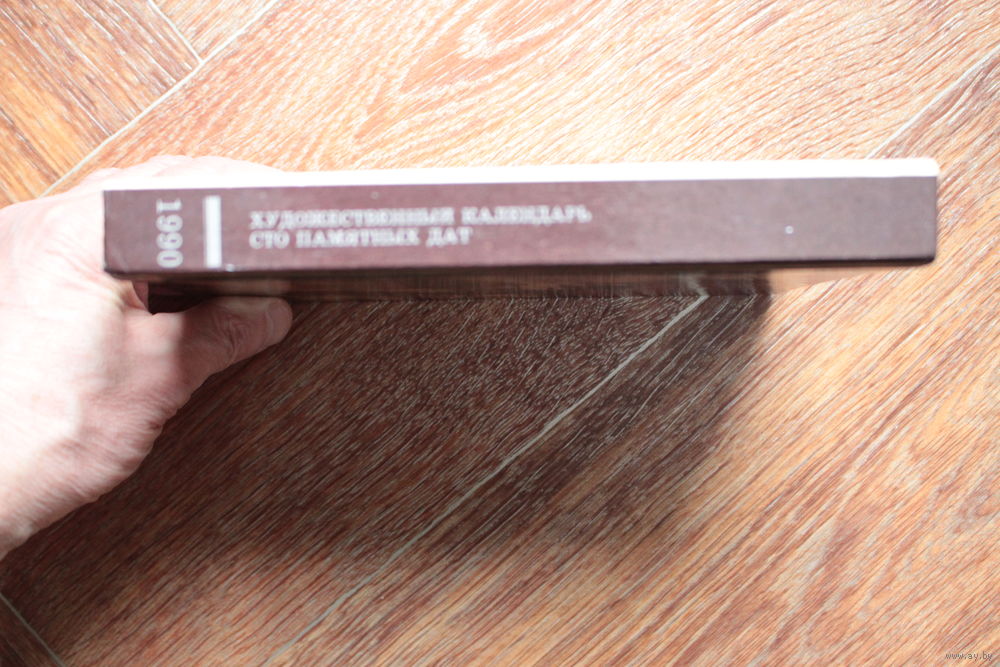 1990
ХУДОЖЕСТВЕННЫЙ КАЛЕНДАРЬ
СТО ПАМЯТНЫХ ДАТ
www.ay.by